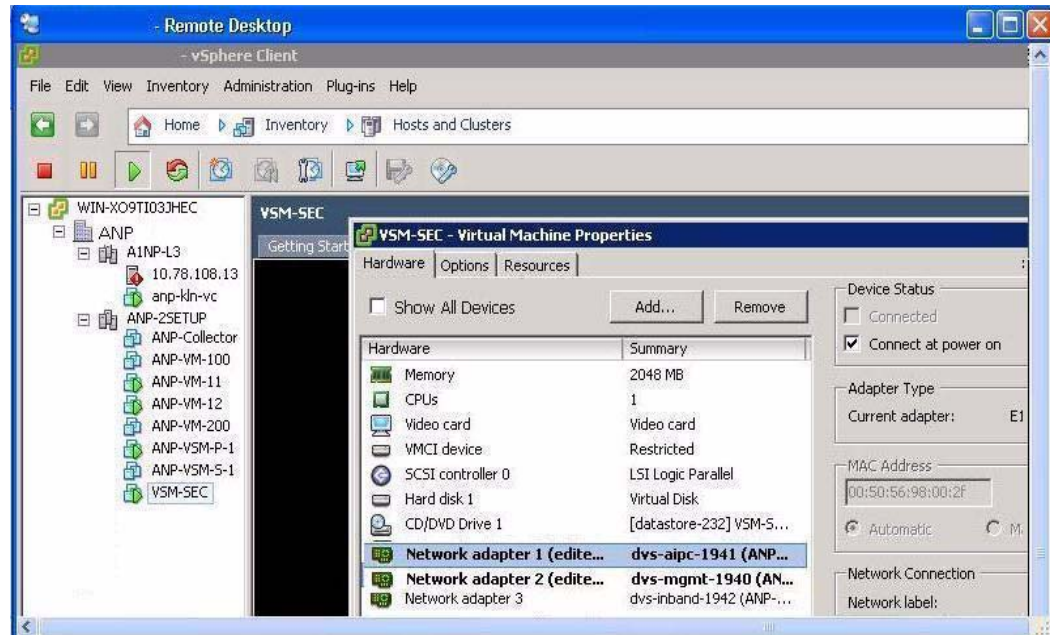 - Remote Desktop
- vSphere Client
File Edit View Inventory Administration Plug-ins Help
Home Inventory Hosts and Clusters
WIN-XO9TI03JHEC
ANP
A1NP-L3
10.78.108.13
anp-kln-vc
ANP-2SETUP
ANP-Collector
ANP-VM-100
ANP-VM-11
ANP-VM-12
ANP-VM-200
ANP-VSM-P-1
ANP-VSM-S-1
VSM-SEC
VSM-SEC
Getting Start
VSM-SEC - Virtual Machine Properties
Hardware Options Resources
Show All Devices Add... Remove
Hardware Summary
Memory 2048 MB
CPUs 1
Video card Video card
VMCI device Restricted
SCSI controller 0 LSI Logic Parallel
Hard disk 1 Virtual Disk
CD/DVD Drive 1 [datastore-232] VSM-S...
Network adapter 1 (edite... dvs-aipc-1941 (ANP...
Network adapter 2 (edite... dvs-mgmt-1940 (AN...
Network adapter 3 dvs-inband-1942 (ANP-...
Device Status
Connected
Connect at power on
Adapter Type
Current adapter: E1
MAC Address
00:50:56:98:00:2f
Automatic M
Network Connection
Network label: